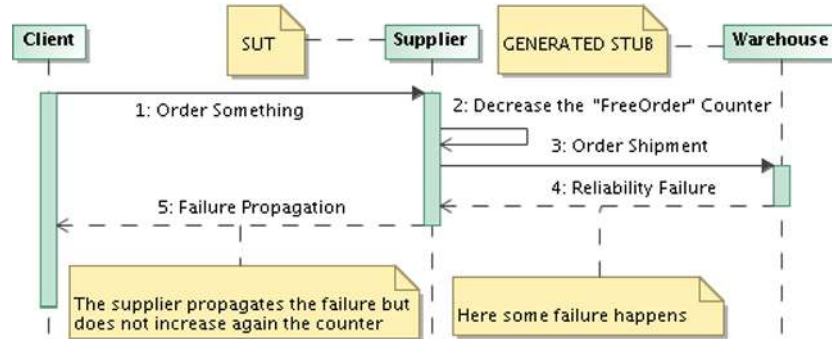 Client
SUT
Supplier
GENERATED STUB
Warehouse
1: Order Something
2: Decrease the "FreeOrder" Counter
3: Order Shipment
4: Reliability Failure
5: Failure Propagation
The supplier propagates the failure but
does not increase again the counter
Here some failure happens